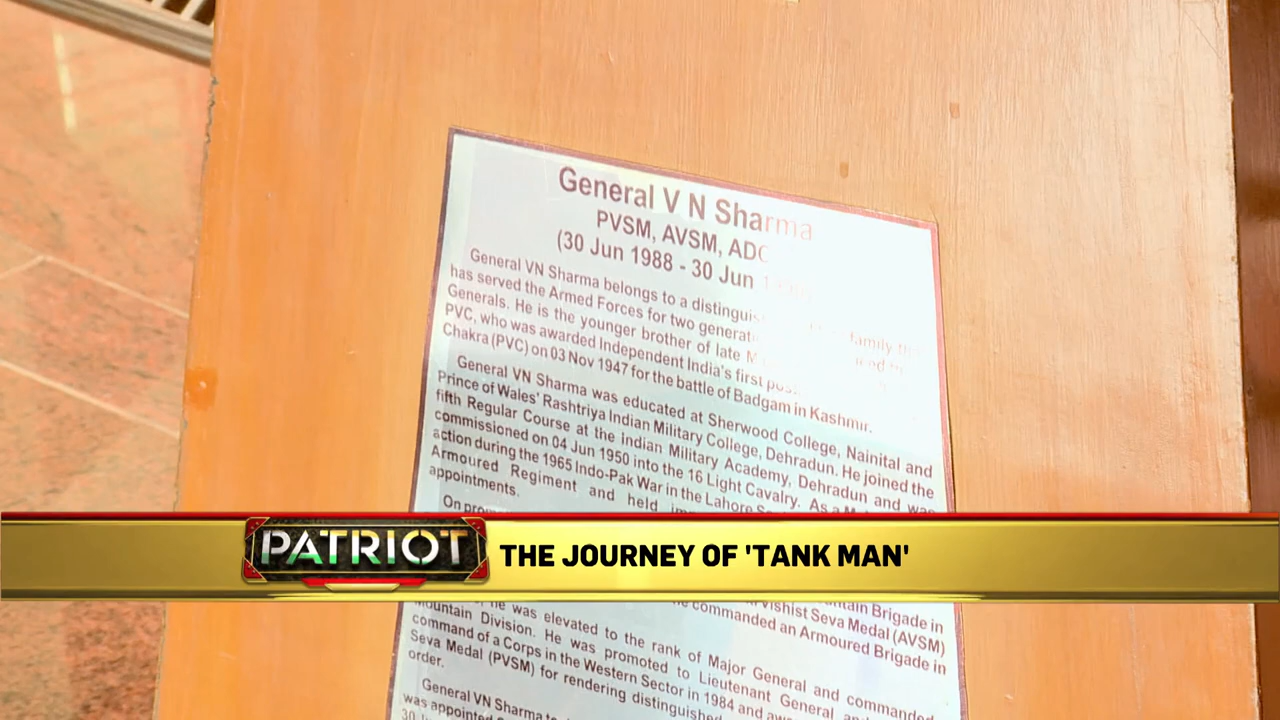 General V N Sharma
PVSM, AVSM, ADC
(30 Jun 1988 - 30 Jun
General VN Sharma belongs to a
has served the Armed Forces for two
Generals. He is the younger brother of late
PVC, who was awarded Independent India's first
Chakra (PVC) on 03 Nov 1947 for the battle of Badgam in Kashmir.
General VN Sharma was educated at Sherwood College, Nainital and
Prince of Wales' Rashtriya Indian Military College, Dehradun. He joined the
fifth Regular Course at the Indian Military Academy, Dehradun and was
commissioned on 04 Jun 1950 into the 16 Light Cavalry. As a
action during the 1965 Indo-Pak War in the Lahore
Armoured Regiment and held
appointments.
On
PATRIOT THE JOURNEY OF 'TANK MAN'
Brigade in
Vishist Seva Medal (AVSM)
commanded an Armoured Brigade in
he was elevated to the rank of Major General and commanded
Mountain Division. He was promoted to Lieutenant General and
command of a Corps in the Western Sector in 1984 and
Seva Medal (PVSM) for rendering distinguished
order.
General VN Sharma
was appointed